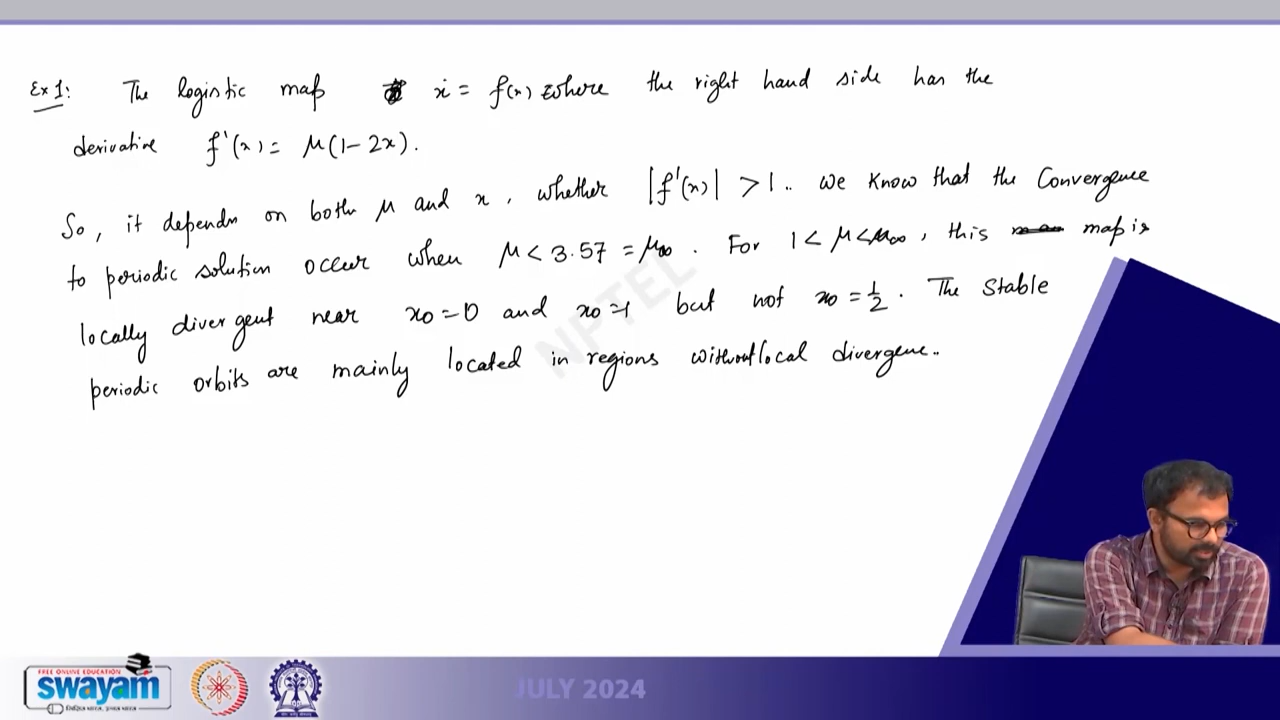 Ex 1: The logistic map ẋ = f(x) where the right hand side has the
derivative f'(x) = μ(1-2x).
So, it depends on both μ and x, whether |f'(x)| > 1. We know that the Convergence
to periodic solution occur when μ < 3.57 = μ∞. For 1 < μ < μ∞, this map is
locally divergent near x0 = 0 and x0 = 1 but not x0 = 1/2. The stable
periodic orbits are mainly located in regions without local divergence.
NPTEL
FREE ONLINE EDUCATION
swayam
JULY 2024